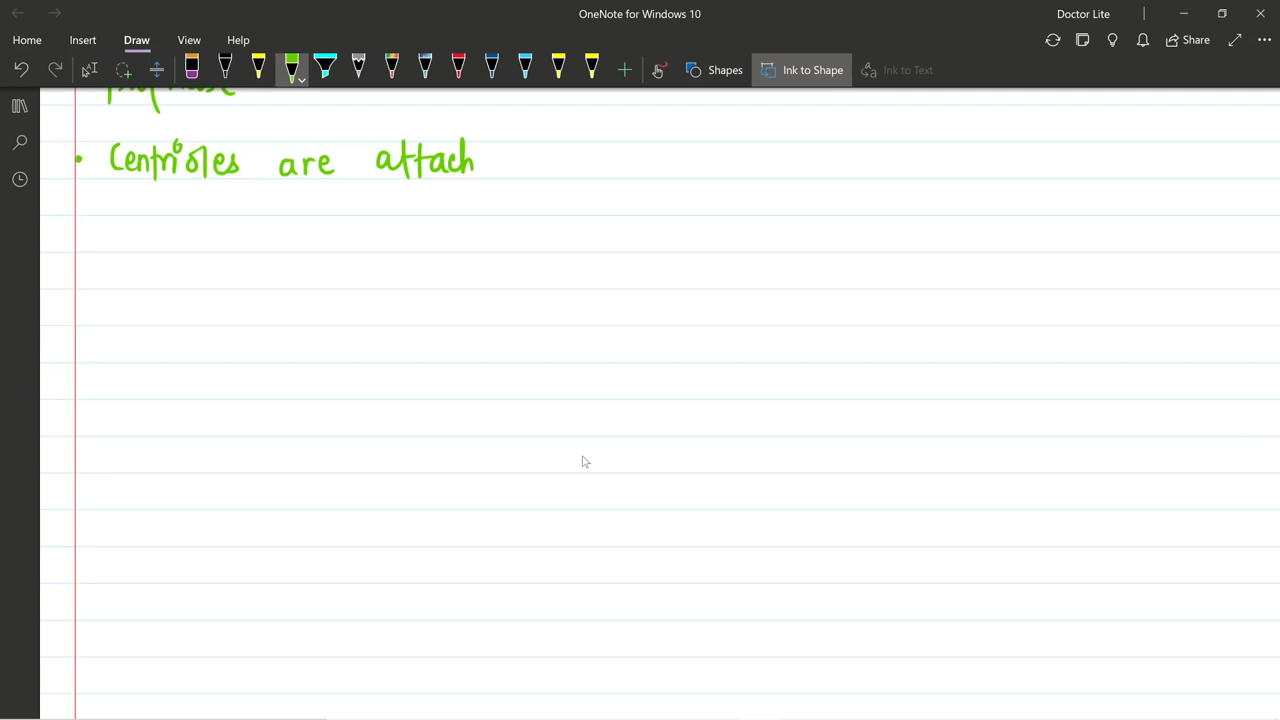 OneNote for Windows 10
Doctor Lite
Home Insert Draw View Help
Share
Shapes Ink to Shape Ink to Text
• Centrioles are attach